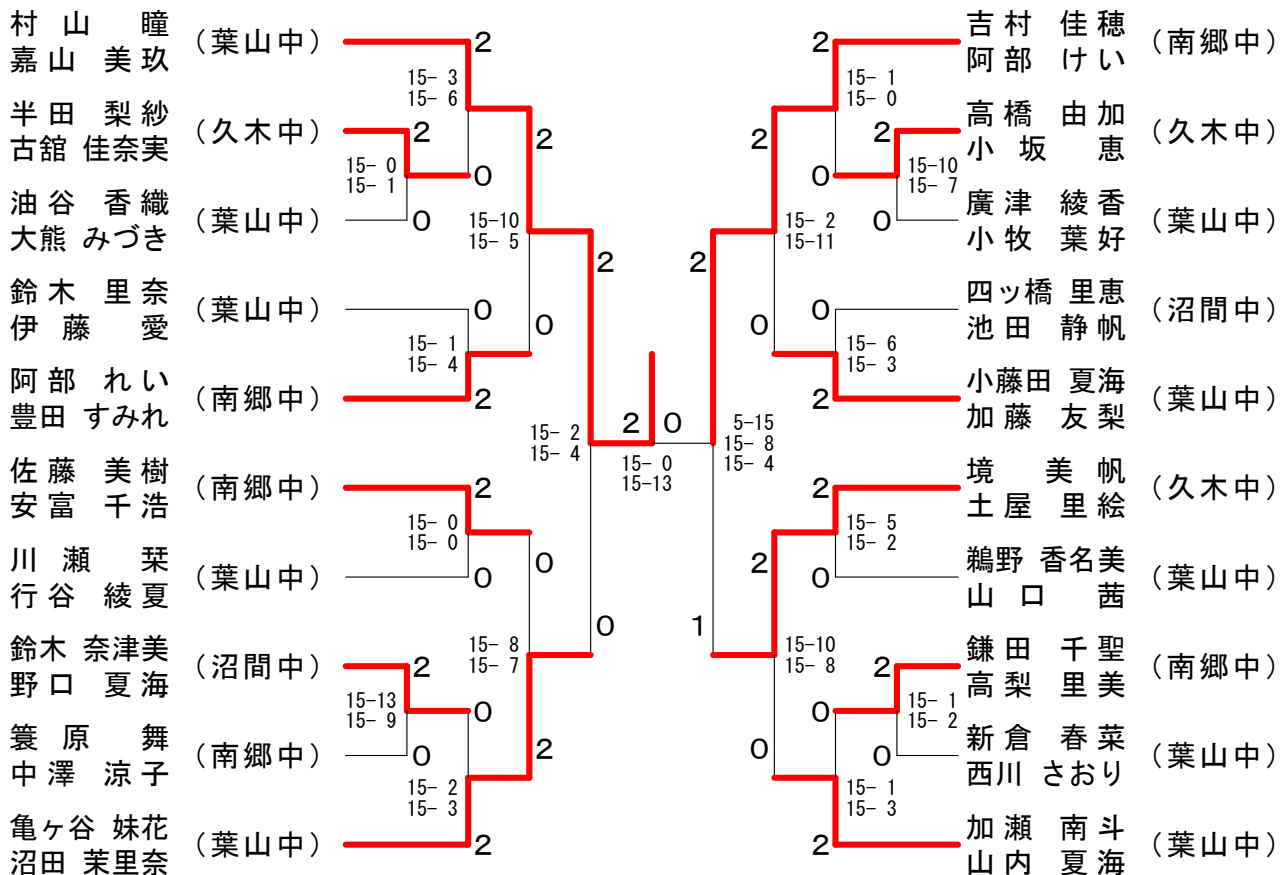 村山 瞳
嘉山 美玖
(葉山中)
半田 梨紗
古舘 佳奈実
(久木中)
油谷 香織
大熊 みづき
(葉山中)
鈴木 里奈
伊藤 愛
(葉山中)
阿部 れい
豊田 すみれ
(南郷中)
佐藤 美樹
安富 千浩
(南郷中)
川瀬 栞
行谷 綾夏
(葉山中)
鈴木 奈津美
野口 夏海
(沼間中)
簑原 舞
中澤 涼子
(南郷中)
亀ヶ谷 妹花
沼田 茉里奈
(葉山中)
2
15- 3
15- 6
2
0
15- 0
15- 1
0
2
15-10
15- 5
0
0
15- 1
15- 4
2
2
15- 2
15- 4
2
15- 0
15- 0
0
0
15- 8
15- 7
0
2
15-13
15- 9
0
0
2
15- 2
15- 3
2
2
0
15- 0
15-13
2
5-15
15- 8
15- 4
1
2
15- 1
15- 0
2
2
0
15-10
15- 7
0
15- 2
15-11
0
0
15- 6
15- 3
2
2
15- 5
15- 2
0
2
15-10
15- 8
0
2
15- 1
15- 2
0
0
15- 1
15- 3
2
吉村 佳穂
阿部 けい
(南郷中)
高橋 由加
小坂 恵
(久木中)
廣津 綾香
小牧 葉好
(葉山中)
四ッ橋 里恵
池田 静帆
(沼間中)
小藤田 夏海
加藤 友梨
(葉山中)
境 美帆
土屋 里絵
(久木中)
鵜野 香名美
山口 茜
(葉山中)
鎌田 千聖
高梨 里美
(南郷中)
新倉 春菜
西川 さおり
(葉山中)
加瀬 南斗
山内 夏海
(葉山中)